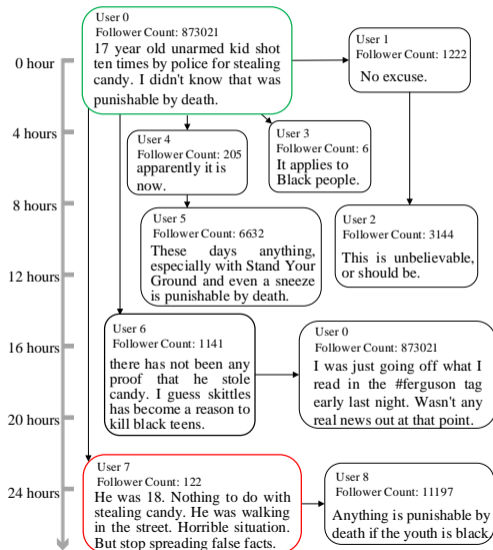 User 0
Follower Count: 873021
17 year old unarmed kid shot
ten times by police for stealing
candy. I didn't know that was
punishable by death.
User 1
Follower Count: 1222
No excuse.
0 hour
4 hours
User 4
Follower Count: 205
apparently it is
now.
User 3
Follower Count: 6
It applies to
Black people.
8 hours
User 5
Follower Count: 6632
These days anything,
especially with Stand Your
Ground and even a sneeze
is punishable by death.
User 2
Follower Count: 3144
This is unbelievable,
or should be.
12 hours
User 6
Follower Count: 1141
there has not been any
proof that he stole
candy. I guess skittles
has become a reason to
kill black teens.
User 0
Follower Count: 873021
I was just going off what I
read in the #ferguson tag
early last night. Wasn't any
real news out at that point.
16 hours
20 hours
User 7
Follower Count: 122
He was 18. Nothing to do with
stealing candy. He was walking
in the street. Horrible situation.
But stop spreading false facts.
User 8
Follower Count: 11197
Anything is punishable by
death if the youth is black.
24 hours